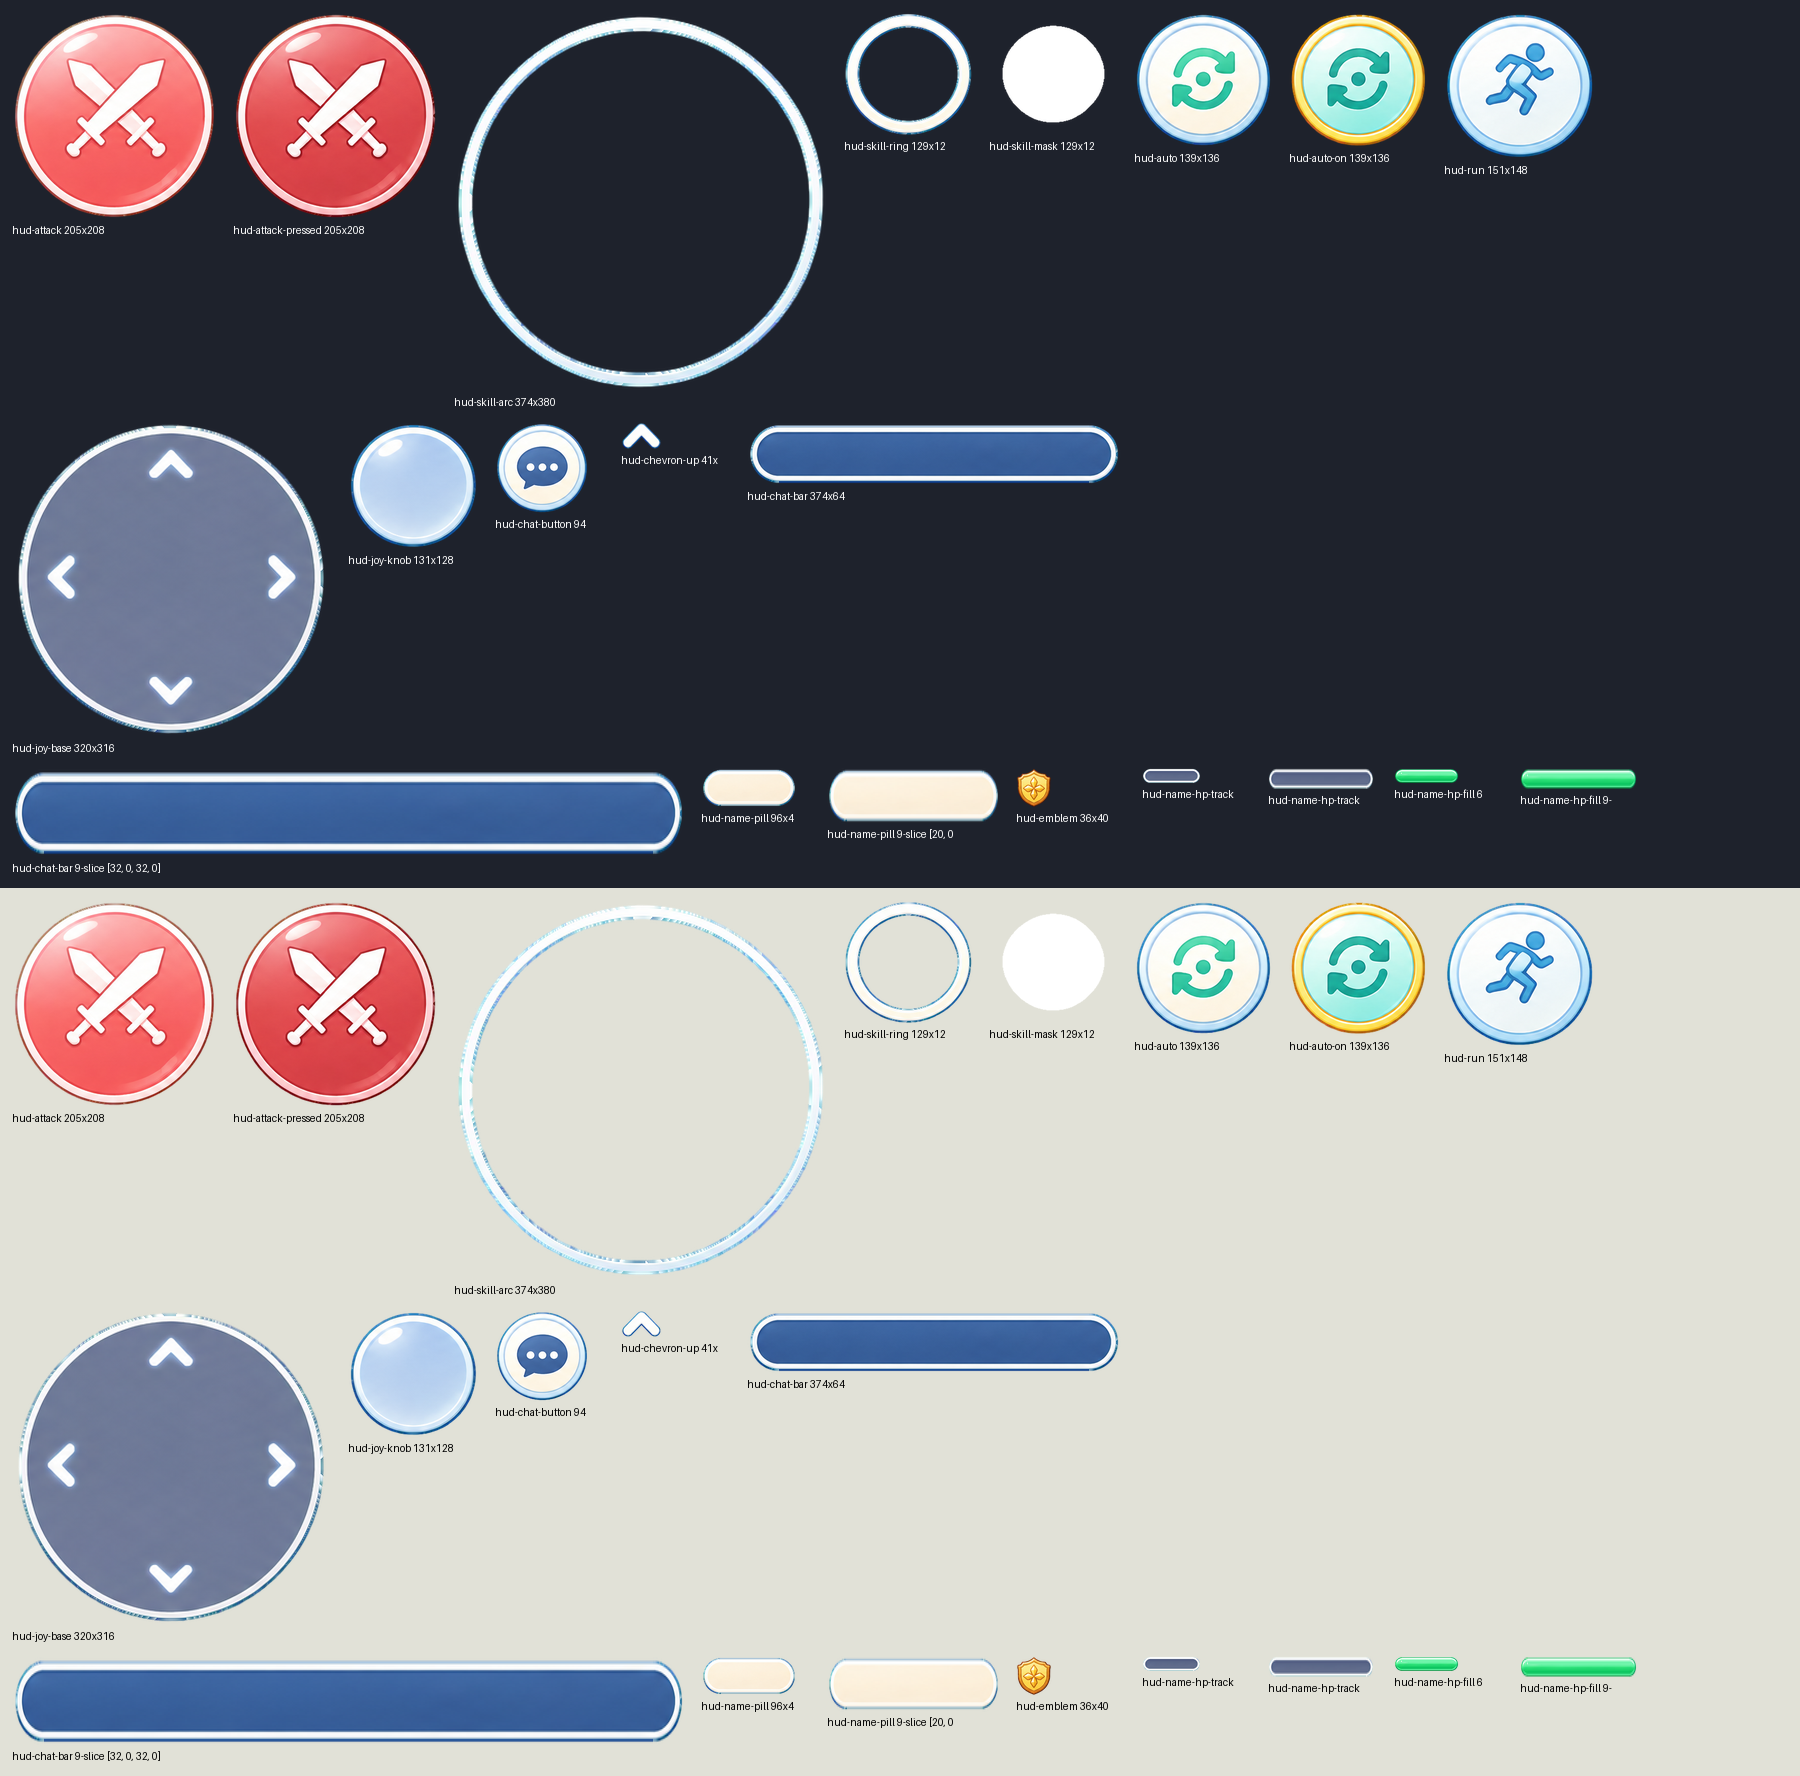 hud-skill-ring 129x12
hud-skill-mask 129x12
hud-auto 139x136
hud-auto-on 139x136
hud-run 151x148
hud-attack 205x208
hud-attack-pressed 205x208
hud-skill-arc 374x380
hud-chevron-up 41x
hud-chat-bar 374x64
hud-chat-button 94
hud-joy-knob 131x128
hud-joy-base 320x316
hud-name-hp-track
hud-name-hp-track
hud-name-hp-fill 6
hud-name-hp-fill 9-
hud-name-pill 96x4
hud-name-pill 9-slice [20, 0
hud-emblem 36x40
hud-chat-bar 9-slice [32, 0, 32, 0]
hud-skill-ring 129x12
hud-skill-mask 129x12
hud-auto 139x136
hud-auto-on 139x136
hud-run 151x148
hud-attack 205x208
hud-attack-pressed 205x208
hud-skill-arc 374x380
hud-chevron-up 41x
hud-chat-bar 374x64
hud-chat-button 94
hud-joy-knob 131x128
hud-joy-base 320x316
hud-name-hp-track
hud-name-hp-track
hud-name-hp-fill 6
hud-name-hp-fill 9-
hud-name-pill 96x4
hud-name-pill 9-slice [20, 0
hud-emblem 36x40
hud-chat-bar 9-slice [32, 0, 32, 0]